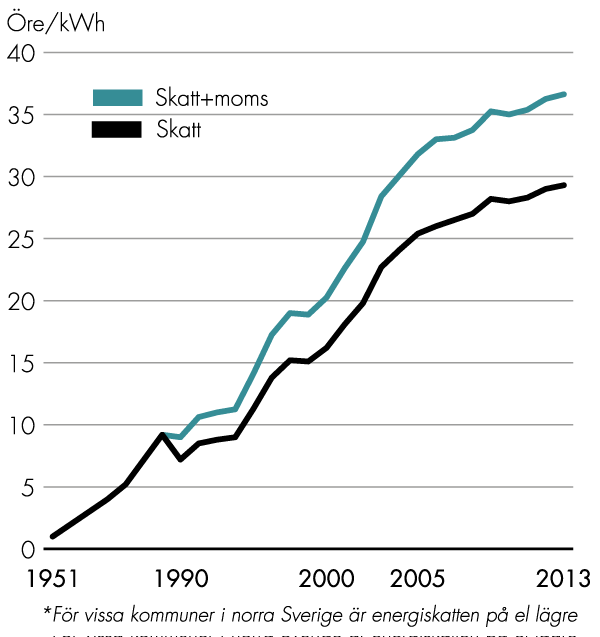 Öre/kWh
40
Skatt+moms
35
Skatt
30
25
20
15
10
5
0
1951 1990 2000 2005 2013
*För vissa kommuner i norra Sverige är energiskatten på el lägre